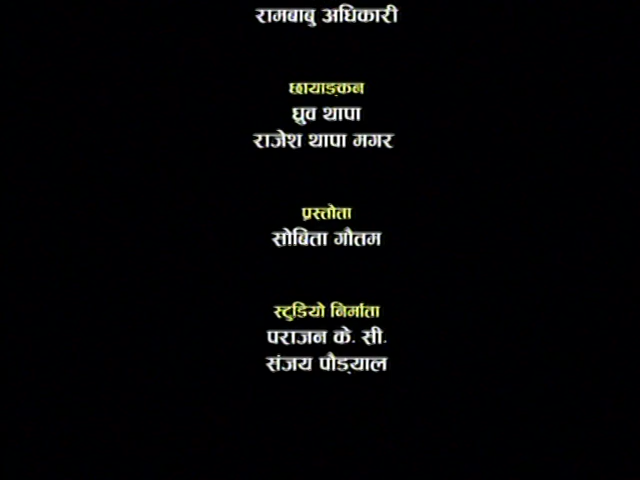 रामबाबु अधिकारी
छायाङ्कन
ध्रुव थापा
राजेश थापा मगर
प्रस्तोता
सोबिता गौतम
स्टुडियो निर्माता
पराजन के. सी.
संजय पौड्याल